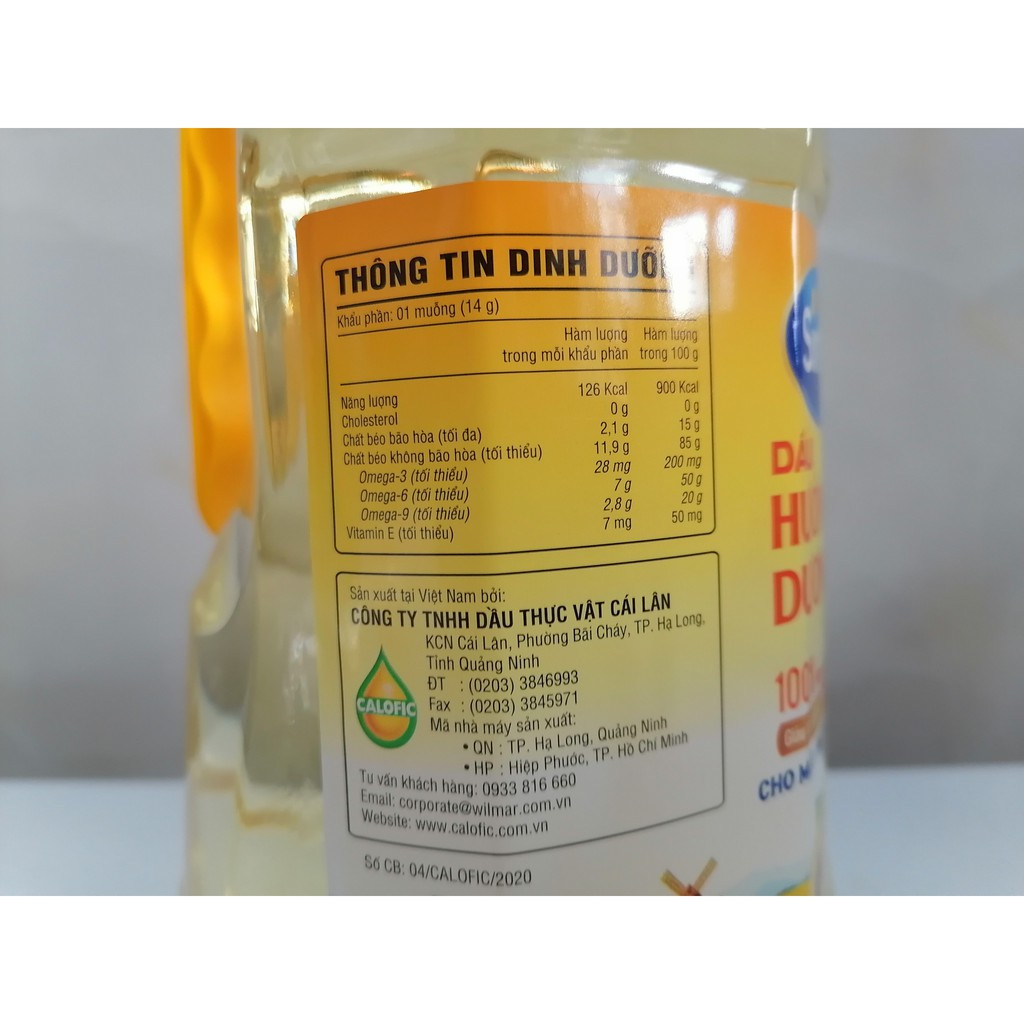 THÔNG TIN DINH
Khẩu phần: 01 muỗng (14 g)
Hàm lượng trong mỗi khẩu phần Hàm lượng trong 100 g
Năng lượng 126 Kcal 900 Kcal
Cholesterol 0 g 0 g
Chất béo bão hòa (tối đa) 2,1 g 15 g
Chất béo không bão hòa (tối thiểu) 11,9 g 85 g
Omega-3 (tối thiểu) 28 mg 200 mg
Omega-6 (tối thiểu) 7 g 50 g
Omega-9 (tối thiểu) 2,8 g 20 g
Vitamin E (tối thiểu) 7 mg 50 mg
Sản xuất tại Việt Nam bởi:
CÔNG TY TNHH DẦU THỰC VẬT CÁI LÂN
KCN Cái Lân, Phường Bãi Cháy, TP. Hạ Long,
Tỉnh Quảng Ninh
ĐT : (0203) 3846993
Fax : (0203) 3845971
Mã nhà máy sản xuất:
• QN : TP. Hạ Long, Quảng Ninh
• HP : Hiệp Phước, TP. Hồ Chí Minh
CALOFIC
Tư vấn khách hàng: 0933 816 660
Email: corporate@wilmar.com.vn
Website: www.calofic.com.vn
Số CB: 04/CALOFIC/2020
CHO